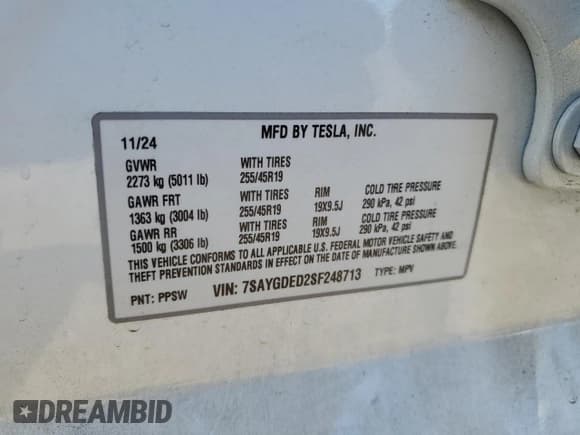 11/24 MFD BY TESLA, INC.
GVWR WITH TIRES
2273 kg (5011 lb) 255/45R19
GAWR FRT WITH TIRES RIM COLD TIRE PRESSURE
1363 kg (3004 lb) 255/45R19 19X9.5J 290 kPa, 42 psi
GAWR RR WITH TIRES RIM COLD TIRE PRESSURE
1500 kg (3306 lb) 255/45R19 19X9.5J 290 kPa, 42 psi
THIS VEHICLE CONFORMS TO ALL APPLICABLE U.S. FEDERAL MOTOR VEHICLE SAFETY AND
THEFT PREVENTION STANDARDS IN EFFECT ON THE DATE OF MANUFACTURE SHOWN ABOVE.
PNT: PPSW VIN: 7SAYGDED2SF248713 TYPE: MPV
DREAMBID